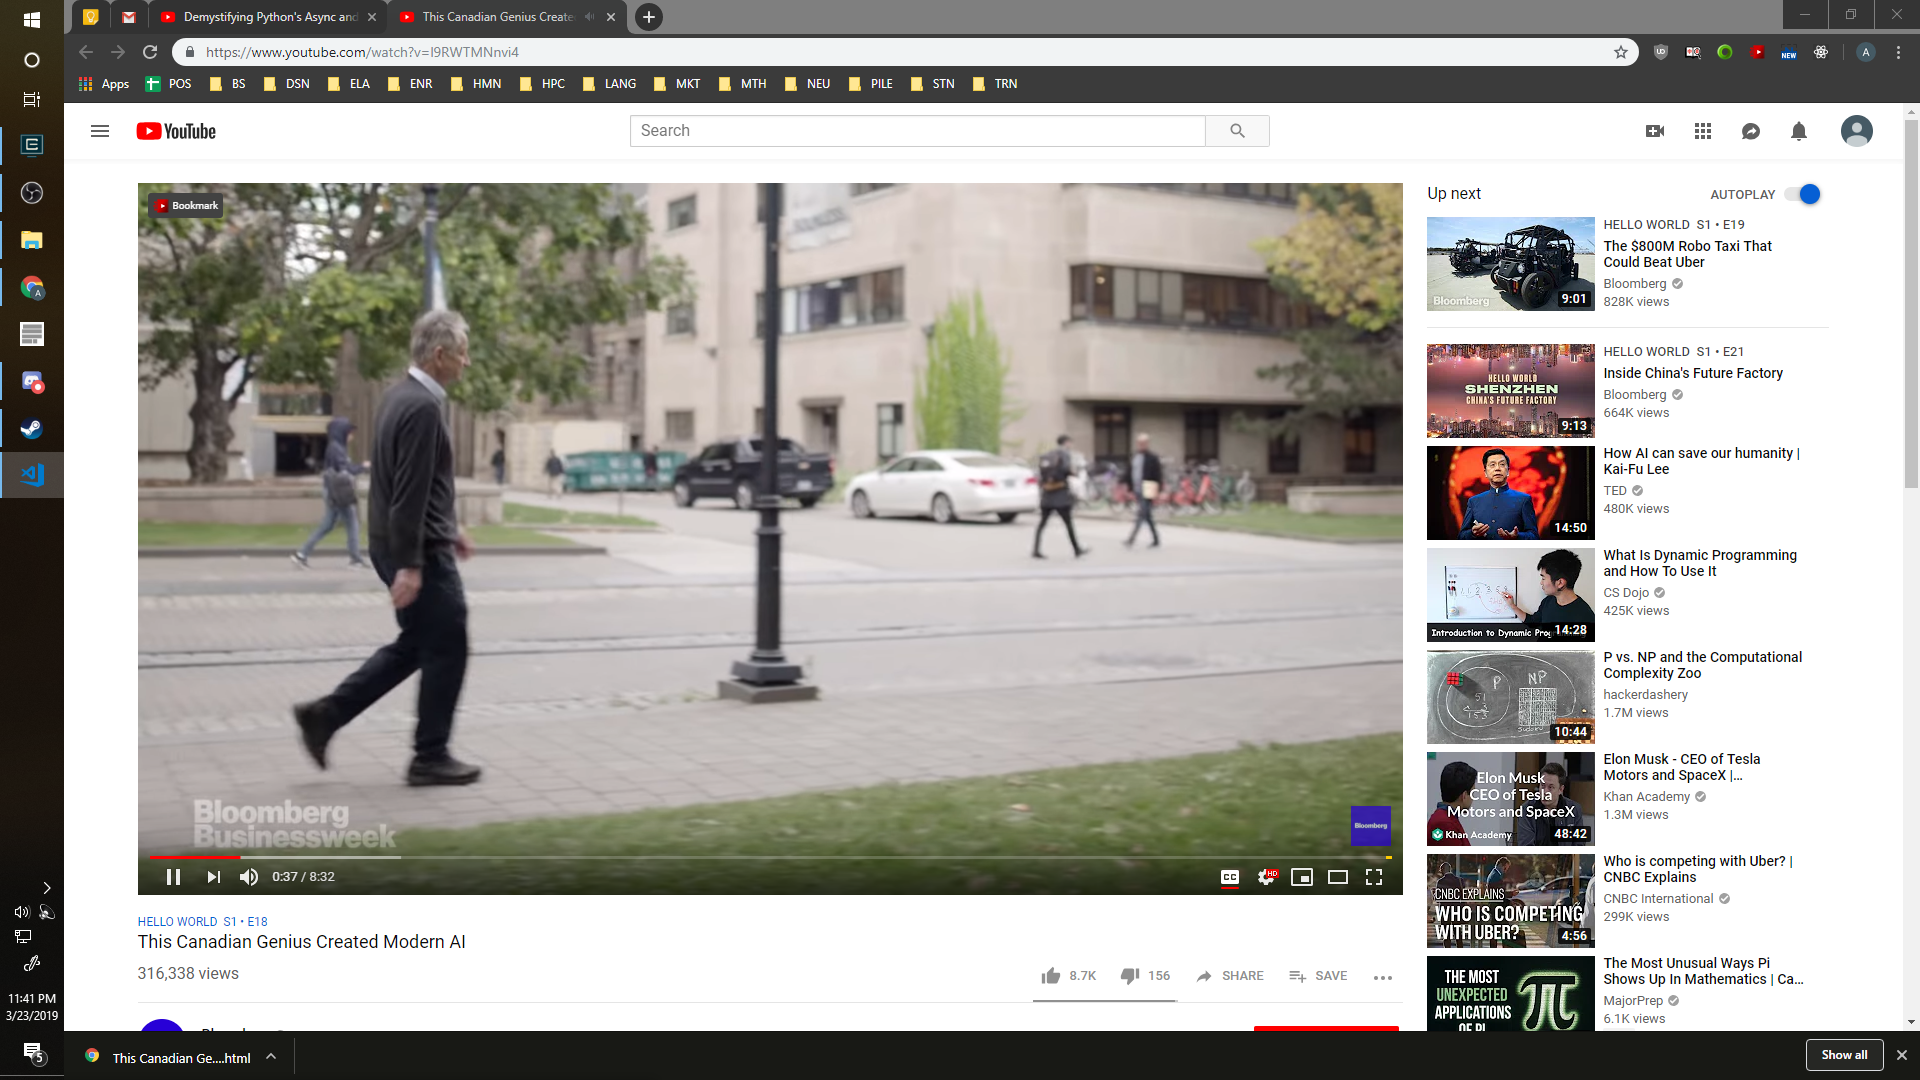 Demystifying Python's Async and
This Canadian Genius Create
https://www.youtube.com/watch?v=l9RWTMNnvi4
Apps POS BS DSN ELA ENR HMN HPC LANG MKT MTH NEU PILE STN TRN
NEW
A
YouTube
Search
Bookmark
Bloomberg
Businessweek
Bloomberg
0:37 / 8:32
CC
HD
HELLO WORLD S1 • E18
This Canadian Genius Created Modern AI
316,338 views
8.7K 156 SHARE SAVE
Up next
AUTOPLAY
Bloomberg
9:01
HELLO WORLD S1 • E19
The $800M Robo Taxi That
Could Beat Uber
Bloomberg
828K views
HELLO WORLD
SHENZHEN
CHINA'S FUTURE FACTORY
9:13
HELLO WORLD S1 • E21
Inside China's Future Factory
Bloomberg
664K views
14:50
How AI can save our humanity |
Kai-Fu Lee
TED
480K views
Introduction to Dynamic Prog
14:28
What Is Dynamic Programming
and How To Use It
CS Dojo
425K views
P NP
10:44
P vs. NP and the Computational
Complexity Zoo
hackerdashery
1.7M views
Elon Musk
CEO of Tesla
Motors and SpaceX
Khan Academy
48:42
Elon Musk - CEO of Tesla
Motors and SpaceX |...
Khan Academy
1.3M views
CNBC EXPLAINS
WHO IS COMPETING
WITH UBER?
4:56
Who is competing with Uber? |
CNBC Explains
CNBC International
299K views
THE MOST
UNEXPECTED
APPLICATIONS
OF PI
π
The Most Unusual Ways Pi
Shows Up In Mathematics | Ca...
MajorPrep
6.1K views
11:41 PM
3/23/2019
5
This Canadian Ge....html
Show all